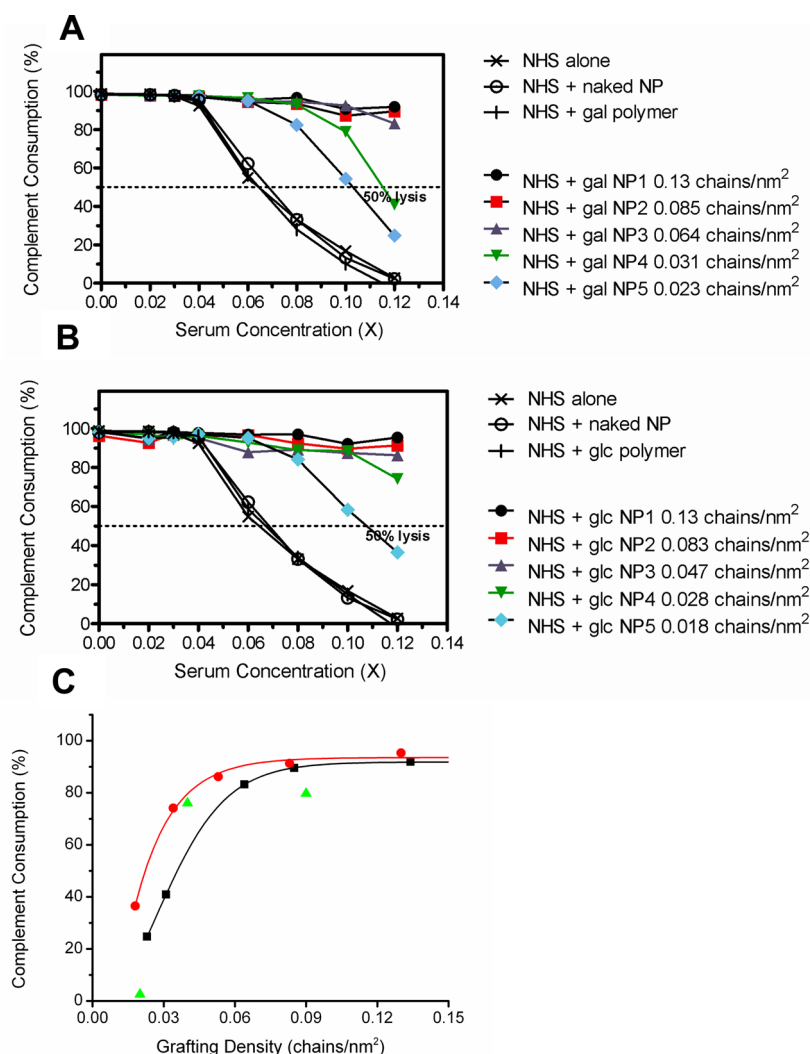 A
Complement Consumption (%)
100
80
60
40
20
0
50% lysis
0.00 0.02 0.04 0.06 0.08 0.10 0.12 0.14
Serum Concentration (X)
NHS alone
NHS + naked NP
NHS + gal polymer
NHS + gal NP1 0.13 chains/nm²
NHS + gal NP2 0.085 chains/nm²
NHS + gal NP3 0.064 chains/nm²
NHS + gal NP4 0.031 chains/nm²
NHS + gal NP5 0.023 chains/nm²
B
Complement Consumption (%)
100
80
60
40
20
0
50% lysis
0.00 0.02 0.04 0.06 0.08 0.10 0.12 0.14
Serum Concentration (X)
NHS alone
NHS + naked NP
NHS + glc polymer
NHS + glc NP1 0.13 chains/nm²
NHS + glc NP2 0.083 chains/nm²
NHS + glc NP3 0.047 chains/nm²
NHS + glc NP4 0.028 chains/nm²
NHS + glc NP5 0.018 chains/nm²
C
Complement Consumption (%)
100
80
60
40
20
0
0.00 0.03 0.06 0.09 0.12 0.15
Grafting Density (chains/nm²)